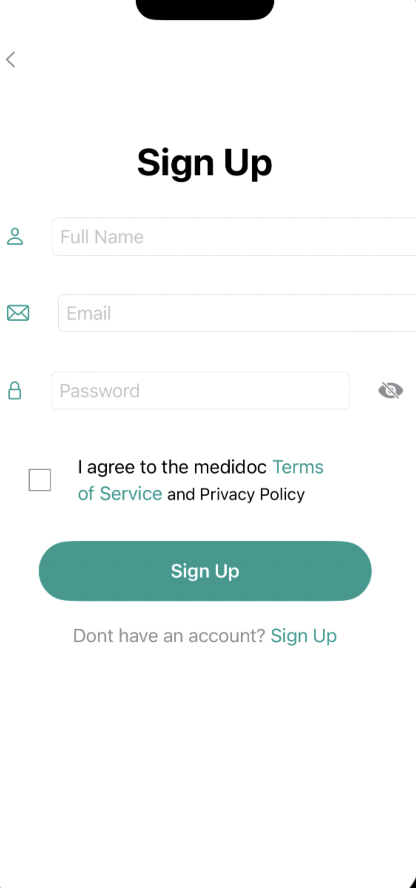 Sign Up
Full Name
Email
Password
I agree to the medidoc Terms
of Service and Privacy Policy
Sign Up
Dont have an account? Sign Up